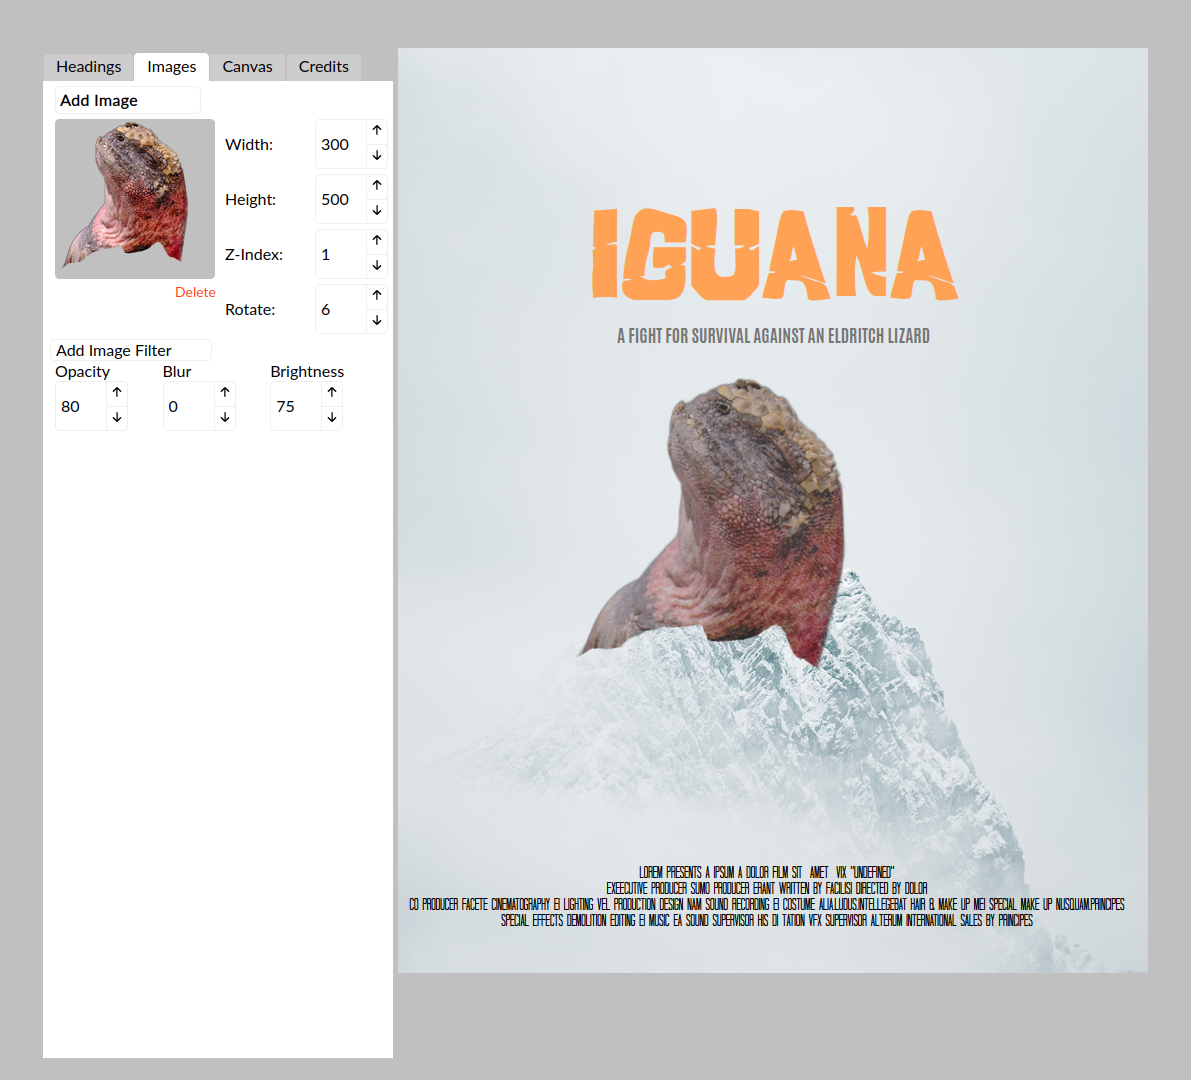 Headings Images Canvas Credits
Add Image
Width: 300
Height: 500
Z-Index: 1
Delete
Rotate: 6
Add Image Filter
Opacity Blur Brightness
80 0 75
IGUANA
A FIGHT FOR SURVIVAL AGAINST AN ELDRITCH LIZARD
LOREM PRESENTS A IPSUM A DOLOR FILM SIT AMET VIX "UNDEFINED"
EXEECUTIVE PRODUCER SUMO PRODUCER ERANT WRITTEN BY FACILISI DIRECTED BY DOLOR
CO PRODUCER FACETE CINEMATOGRAPHY EI LIGHTING VEL PRODUCTION DESIGN NAM SOUND RECORDING EI COSTUME ALIA.LUDUS.INTELLEGEBAT HAIR & MAKE UP MEI SPECIAL MAKE UP NUSQUAM.PRINCIPES
SPECIAL EFFECTS DEMOLITION EDITING EI MUSIC EA SOUND SUPERVISOR HIS DI TATION VFX SUPERVISOR ALTERUM INTERNATIONAL SALES BY PRINCIPES